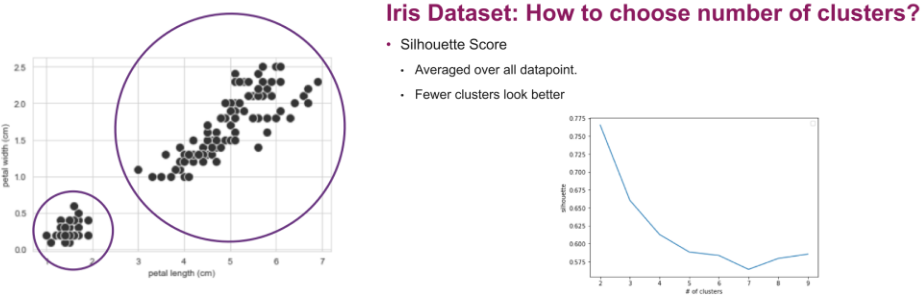 Iris Dataset: How to choose number of clusters?
• Silhouette Score
• Averaged over all datapoint.
• Fewer clusters look better
2.5
2.0
1.5
1.0
0.5
0.0
petal width (cm)
1 2 3 4 5 6 7
petal length (cm)
0.775
0.750
0.725
0.700
0.675
0.650
0.625
0.600
0.575
silhouette
2 3 4 5 6 7 8 9
# of clusters